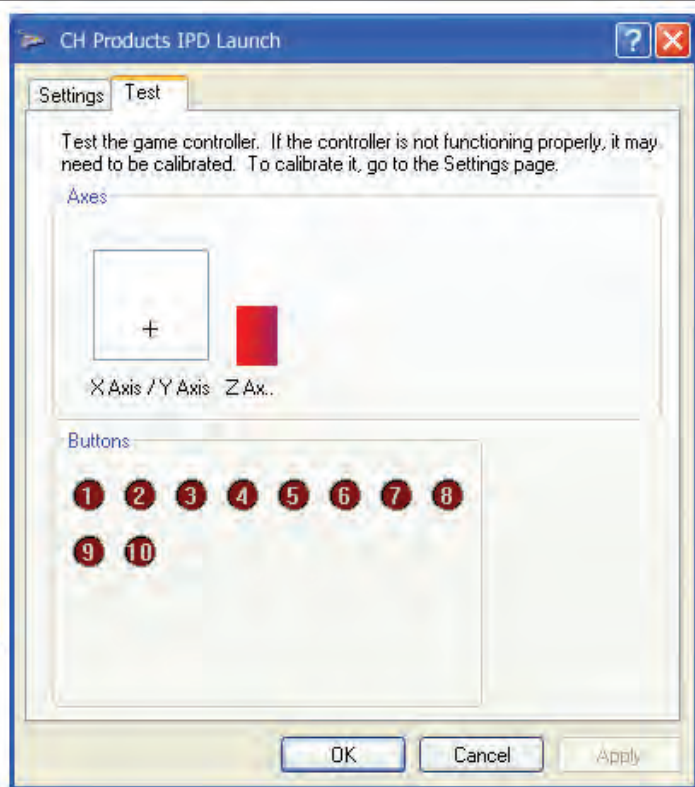 CH Products IPD Launch
Settings Test
Test the game controller. If the controller is not functioning properly, it may
need to be calibrated. To calibrate it, go to the Settings page.
Axes
X Axis / Y Axis Z Ax..
Buttons
1 2 3 4 5 6 7 8
9 10
OK Cancel Apply